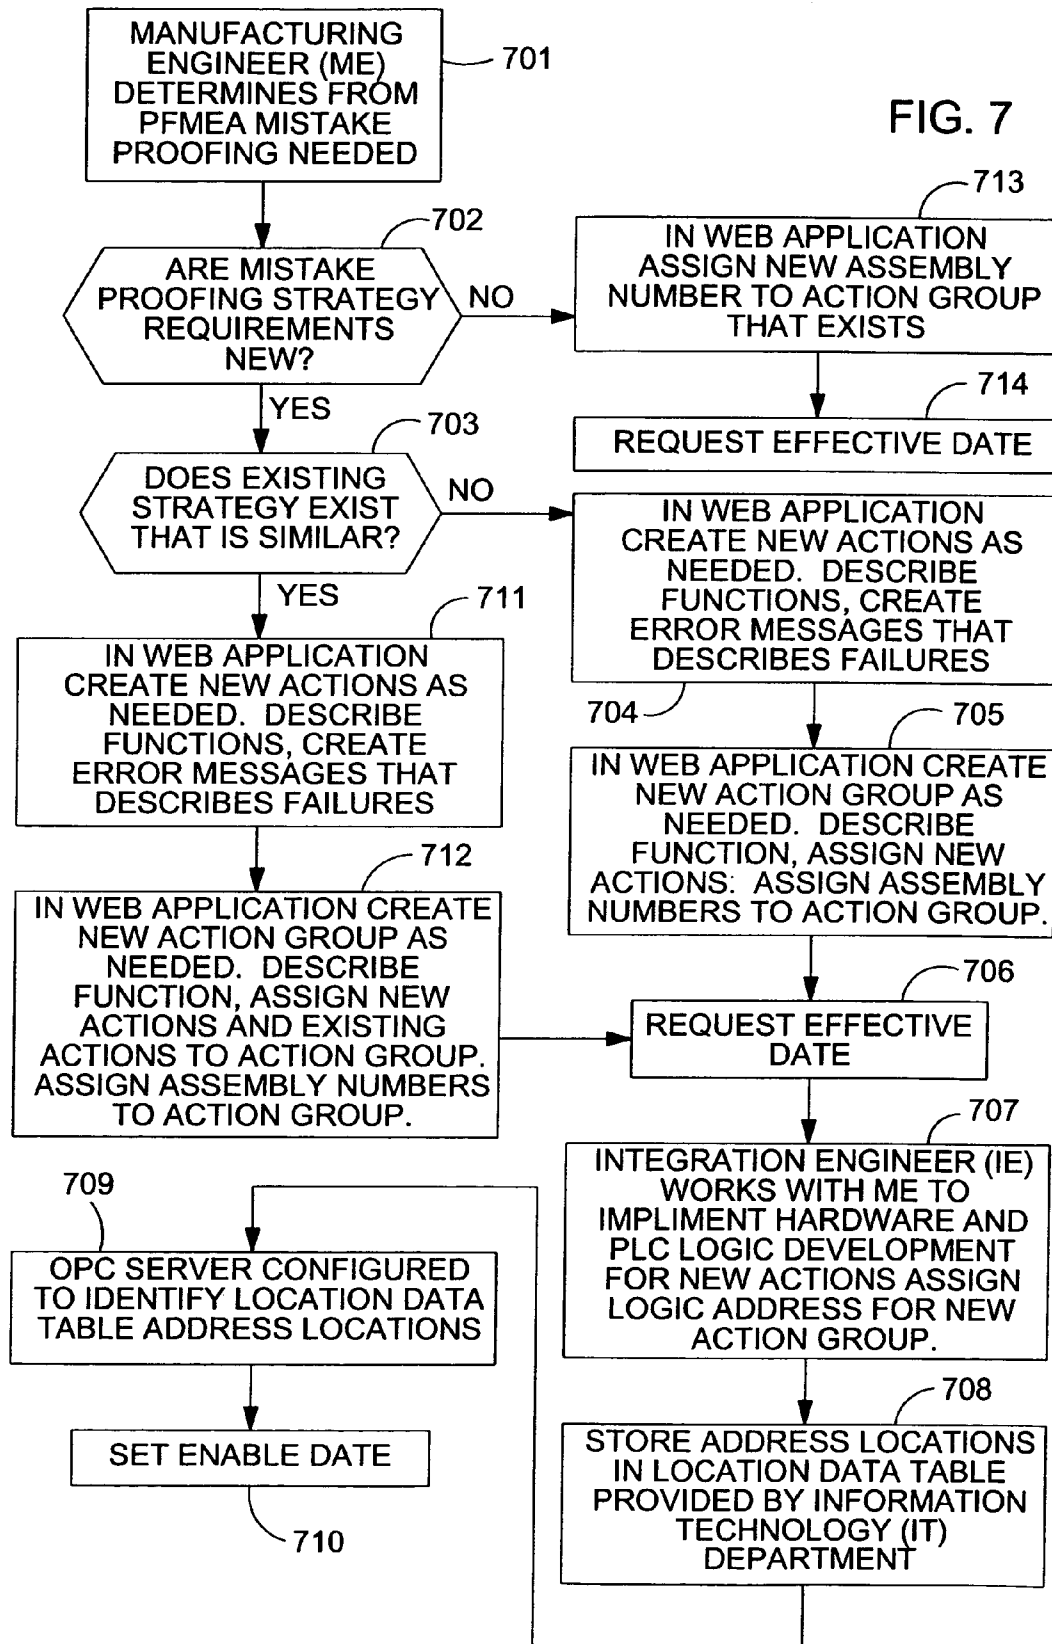 MANUFACTURING
ENGINEER (ME)
DETERMINES FROM
PFMEA MISTAKE
PROOFING NEEDED
701
FIG. 7
702
ARE MISTAKE
PROOFING STRATEGY
REQUIREMENTS
NEW?
NO
YES
713
IN WEB APPLICATION
ASSIGN NEW ASSEMBLY
NUMBER TO ACTION GROUP
THAT EXISTS
714
REQUEST EFFECTIVE DATE
703
DOES EXISTING
STRATEGY EXIST
THAT IS SIMILAR?
NO
YES
IN WEB APPLICATION
CREATE NEW ACTIONS AS
NEEDED. DESCRIBE
FUNCTIONS, CREATE
ERROR MESSAGES THAT
DESCRIBES FAILURES
704
711
IN WEB APPLICATION
CREATE NEW ACTIONS AS
NEEDED. DESCRIBE
FUNCTIONS, CREATE
ERROR MESSAGES THAT
DESCRIBES FAILURES
705
IN WEB APPLICATION CREATE
NEW ACTION GROUP AS
NEEDED. DESCRIBE
FUNCTION, ASSIGN NEW
ACTIONS: ASSIGN ASSEMBLY
NUMBERS TO ACTION GROUP.
712
IN WEB APPLICATION CREATE
NEW ACTION GROUP AS
NEEDED. DESCRIBE
FUNCTION, ASSIGN NEW
ACTIONS AND EXISTING
ACTIONS TO ACTION GROUP.
ASSIGN ASSEMBLY NUMBERS
TO ACTION GROUP.
706
REQUEST EFFECTIVE
DATE
707
INTEGRATION ENGINEER (IE)
WORKS WITH ME TO
IMPLIMENT HARDWARE AND
PLC LOGIC DEVELOPMENT
FOR NEW ACTIONS ASSIGN
LOGIC ADDRESS FOR NEW
ACTION GROUP.
708
STORE ADDRESS LOCATIONS
IN LOCATION DATA TABLE
PROVIDED BY INFORMATION
TECHNOLOGY (IT)
DEPARTMENT
709
OPC SERVER CONFIGURED
TO IDENTIFY LOCATION DATA
TABLE ADDRESS LOCATIONS
SET ENABLE DATE
710